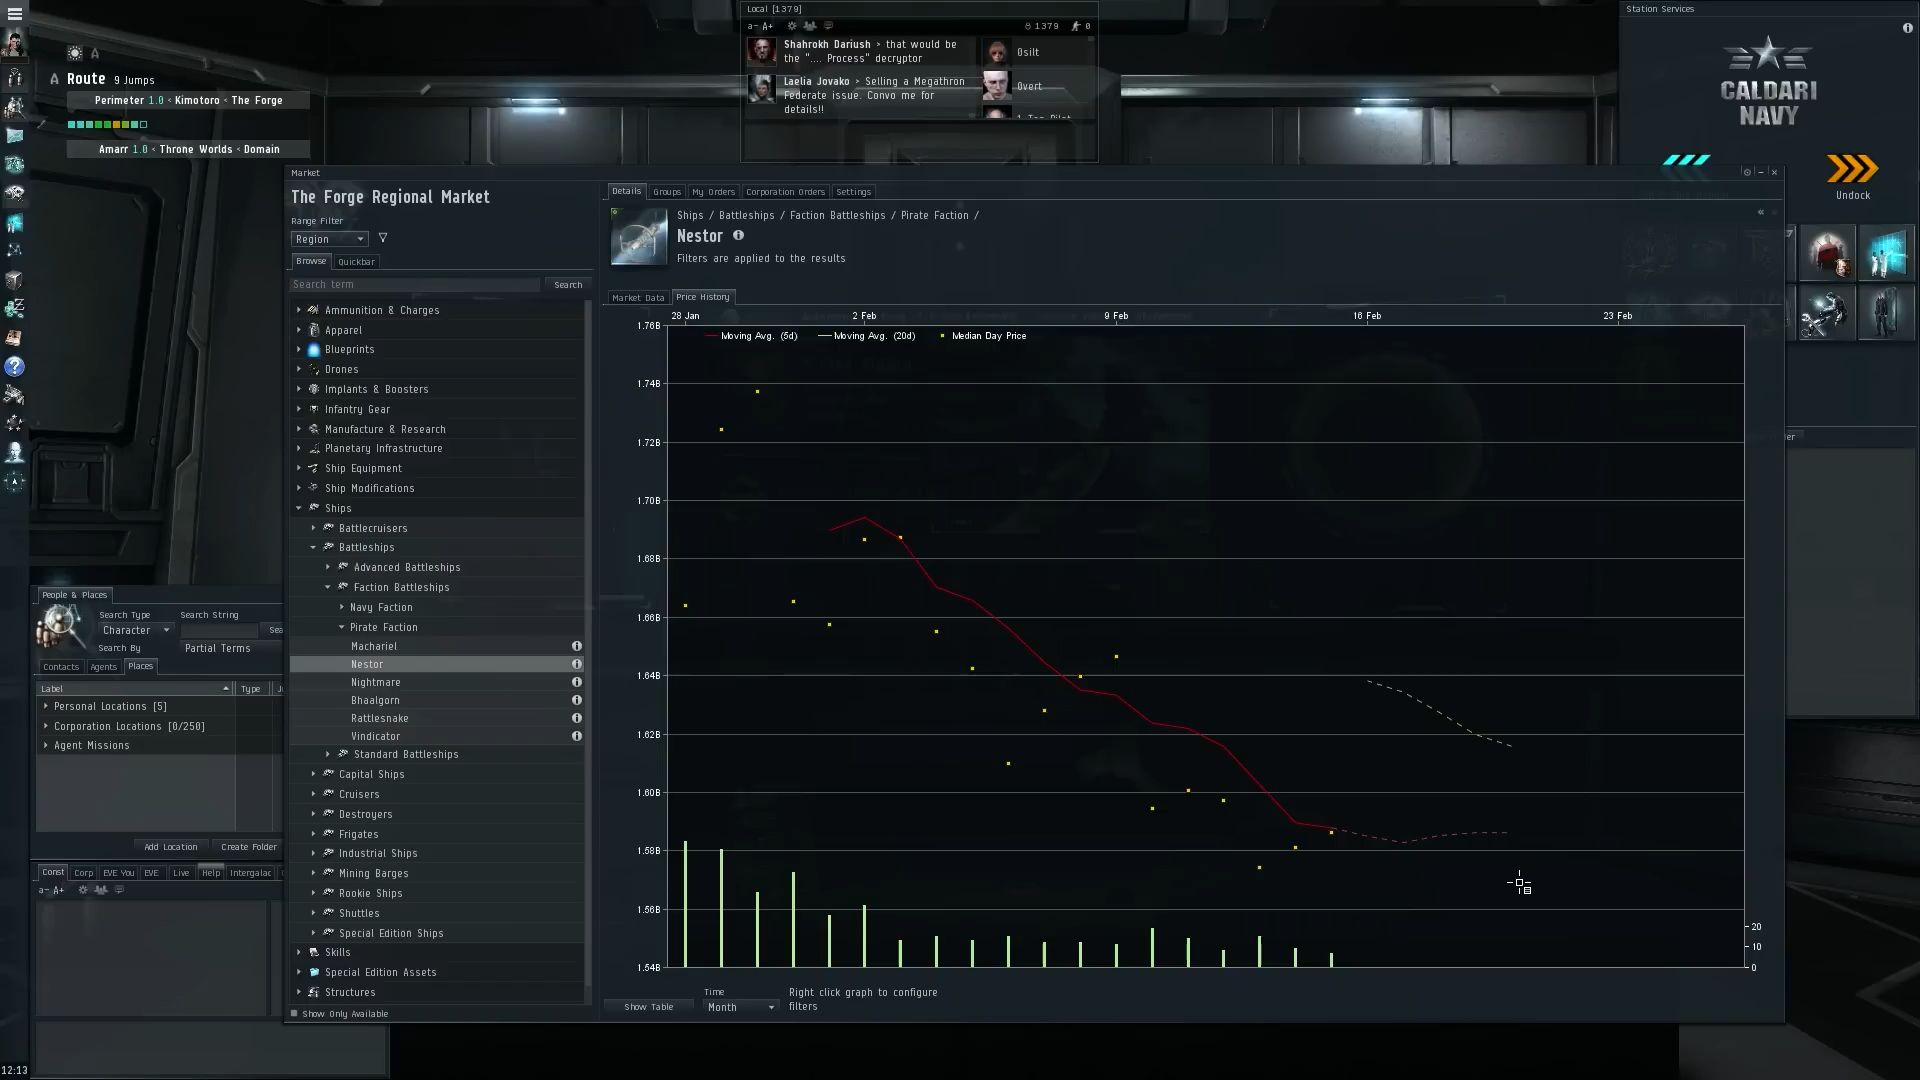 Local [1379]
a- A+
1379
0
Shahrokh Dariush > that would be
the ".... Process" decryptor
Laelia Jovako > Selling a Megathron
Federate issue. Convo me for
details!!
0silt
0vert
Station Services
CALDARI
NAVY
Undock
A
A Route 9 Jumps
Perimeter 1.0 < Kimotoro < The Forge
Amarr 1.0 < Throne Worlds < Domain
Market
The Forge Regional Market
Range Filter
Region
Browse
Quickbar
Search term
Search
Ammunition & Charges
Apparel
Blueprints
Drones
Implants & Boosters
Infantry Gear
Manufacture & Research
Planetary Infrastructure
Ship Equipment
Ship Modifications
Ships
Battlecruisers
Battleships
Advanced Battleships
Faction Battleships
Navy Faction
Pirate Faction
Machariel
Nestor
Nightmare
Bhaalgorn
Rattlesnake
Vindicator
Standard Battleships
Capital Ships
Cruisers
Destroyers
Frigates
Industrial Ships
Mining Barges
Rookie Ships
Shuttles
Special Edition Ships
Skills
Special Edition Assets
Structures
Show Only Available
Details
Groups
My Orders
Corporation Orders
Settings
Ships / Battleships / Faction Battleships / Pirate Faction /
Nestor
Filters are applied to the results
Market Data
Price History
28 Jan
2 Feb
9 Feb
16 Feb
23 Feb
Moving Avg. (5d)
Moving Avg. (20d)
Median Day Price
1.76B
1.74B
1.72B
1.70B
1.68B
1.66B
1.64B
1.62B
1.60B
1.58B
1.56B
1.54B
20
10
0
Show Table
Time
Month
Right click graph to configure
filters
People & Places
Search Type
Search String
Character
Sea
Search By
Partial Terms
Contacts
Agents
Places
Label
Type
Personal Locations [5]
Corporation Locations [0/250]
Agent Missions
Add Location
Create Folder
Const
Corp
EVE You
EVE
Live
Help
Intergalac
a- A+
12:13